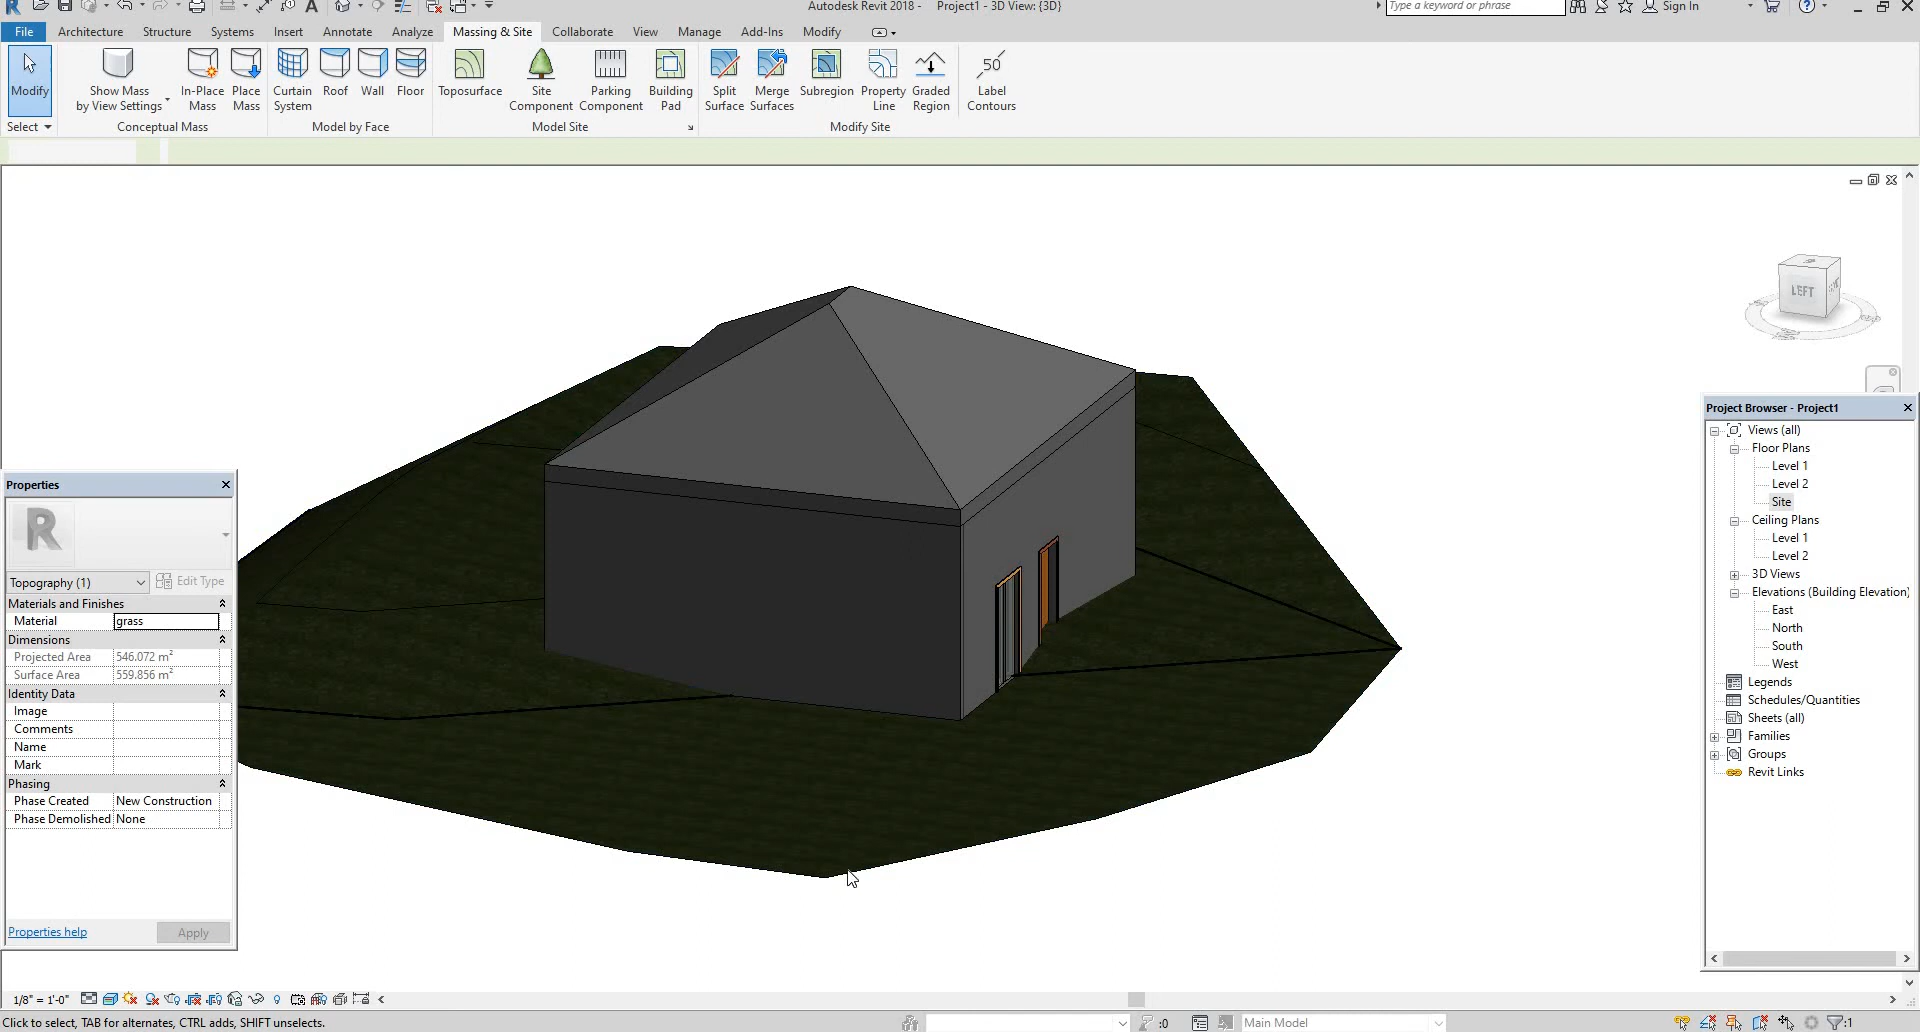 Autodesk Revit 2018 - Project1 - 3D View: {3D}
Type a keyword or phrase
Sign In
File Architecture Structure Systems Insert Annotate Analyze Massing & Site Collaborate View Manage Add-Ins Modify
Modify
Show Mass
by View Settings
In-Place
Mass
Place
Mass
Curtain
System
Roof
Wall
Floor
Toposurface
Site
Component
Parking
Component
Building
Pad
Split
Surface
Merge
Surfaces
Subregion
Property
Line
Graded
Region
50
Label
Contours
Select
Conceptual Mass
Model by Face
Model Site
Modify Site
LEFT
Properties
R
Topography (1)
Edit Type
Materials and Finishes
Material grass
Dimensions
Projected Area 546.072 m²
Surface Area 559.856 m²
Identity Data
Image
Comments
Name
Mark
Phasing
Phase Created New Construction
Phase Demolished None
Properties help
Apply
Project Browser - Project1
Views (all)
Floor Plans
Level 1
Level 2
Site
Ceiling Plans
Level 1
Level 2
3D Views
Elevations (Building Elevation)
East
North
South
West
Legends
Schedules/Quantities
Sheets (all)
Families
Groups
Revit Links
1/8" = 1'-0"
Click to select, TAB for alternates, CTRL adds, SHIFT unselects.
:0
Main Model
:1